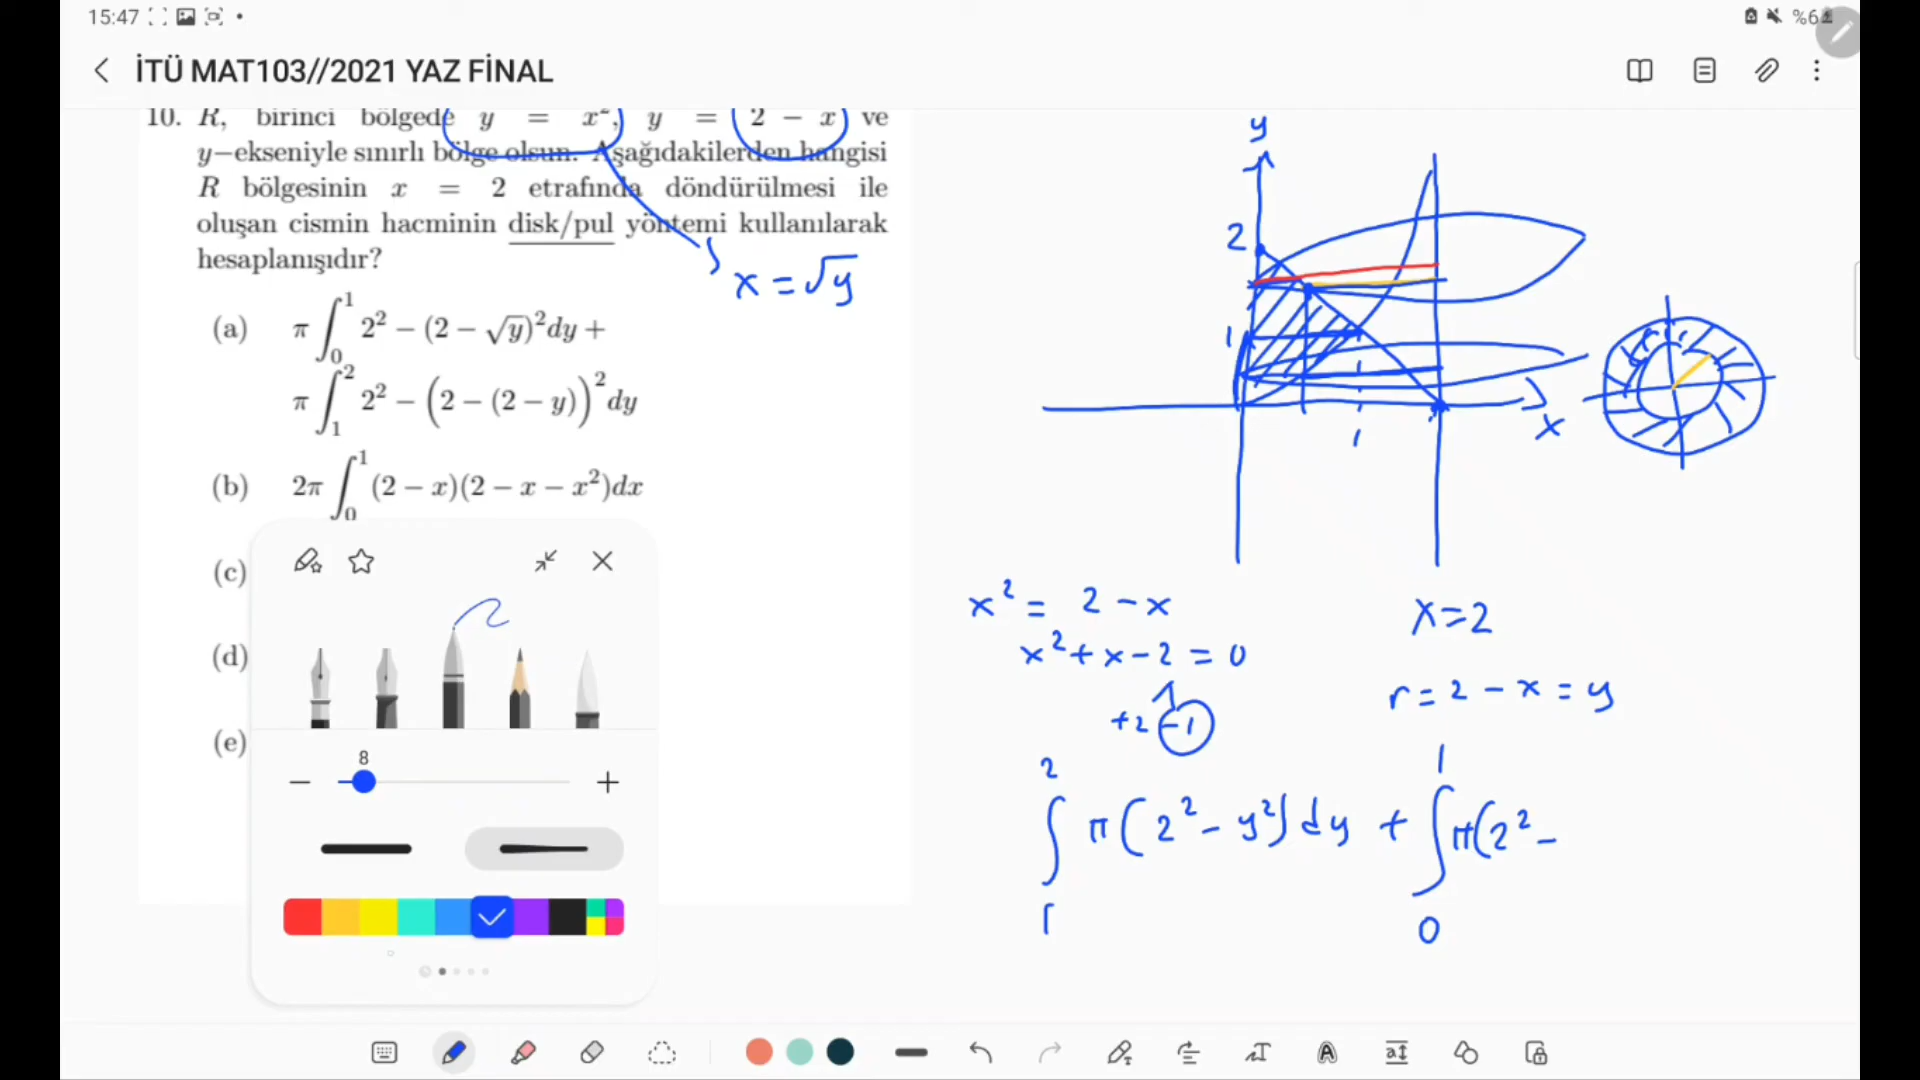 15:47
%6
İTÜ MAT103//2021 YAZ FİNAL
10. R, birinci bölgede y = x², y = 2 − x ve
y−ekseniyle sınırlı bölge olsun. Aşağıdakilerden hangisi
R bölgesinin x = 2 etrafında döndürülmesi ile
oluşan cismin hacminin disk/pul yöntemi kullanılarak
hesaplanışıdır?
x = √y
(a) π ∫₀¹ 2² − (2 − √y)² dy +
π ∫₁² 2² − (2 − (2 − y))² dy
(b) 2π ∫₀¹ (2 − x)(2 − x − x²)dx
(c)
(d)
(e)
8
y
2
1
x
1
x² = 2 − x
x² + x − 2 = 0
+2 −1
x = 2
r = 2 − x = y
∫₁² π(2² − y²) dy + ∫₀¹ π(2² −